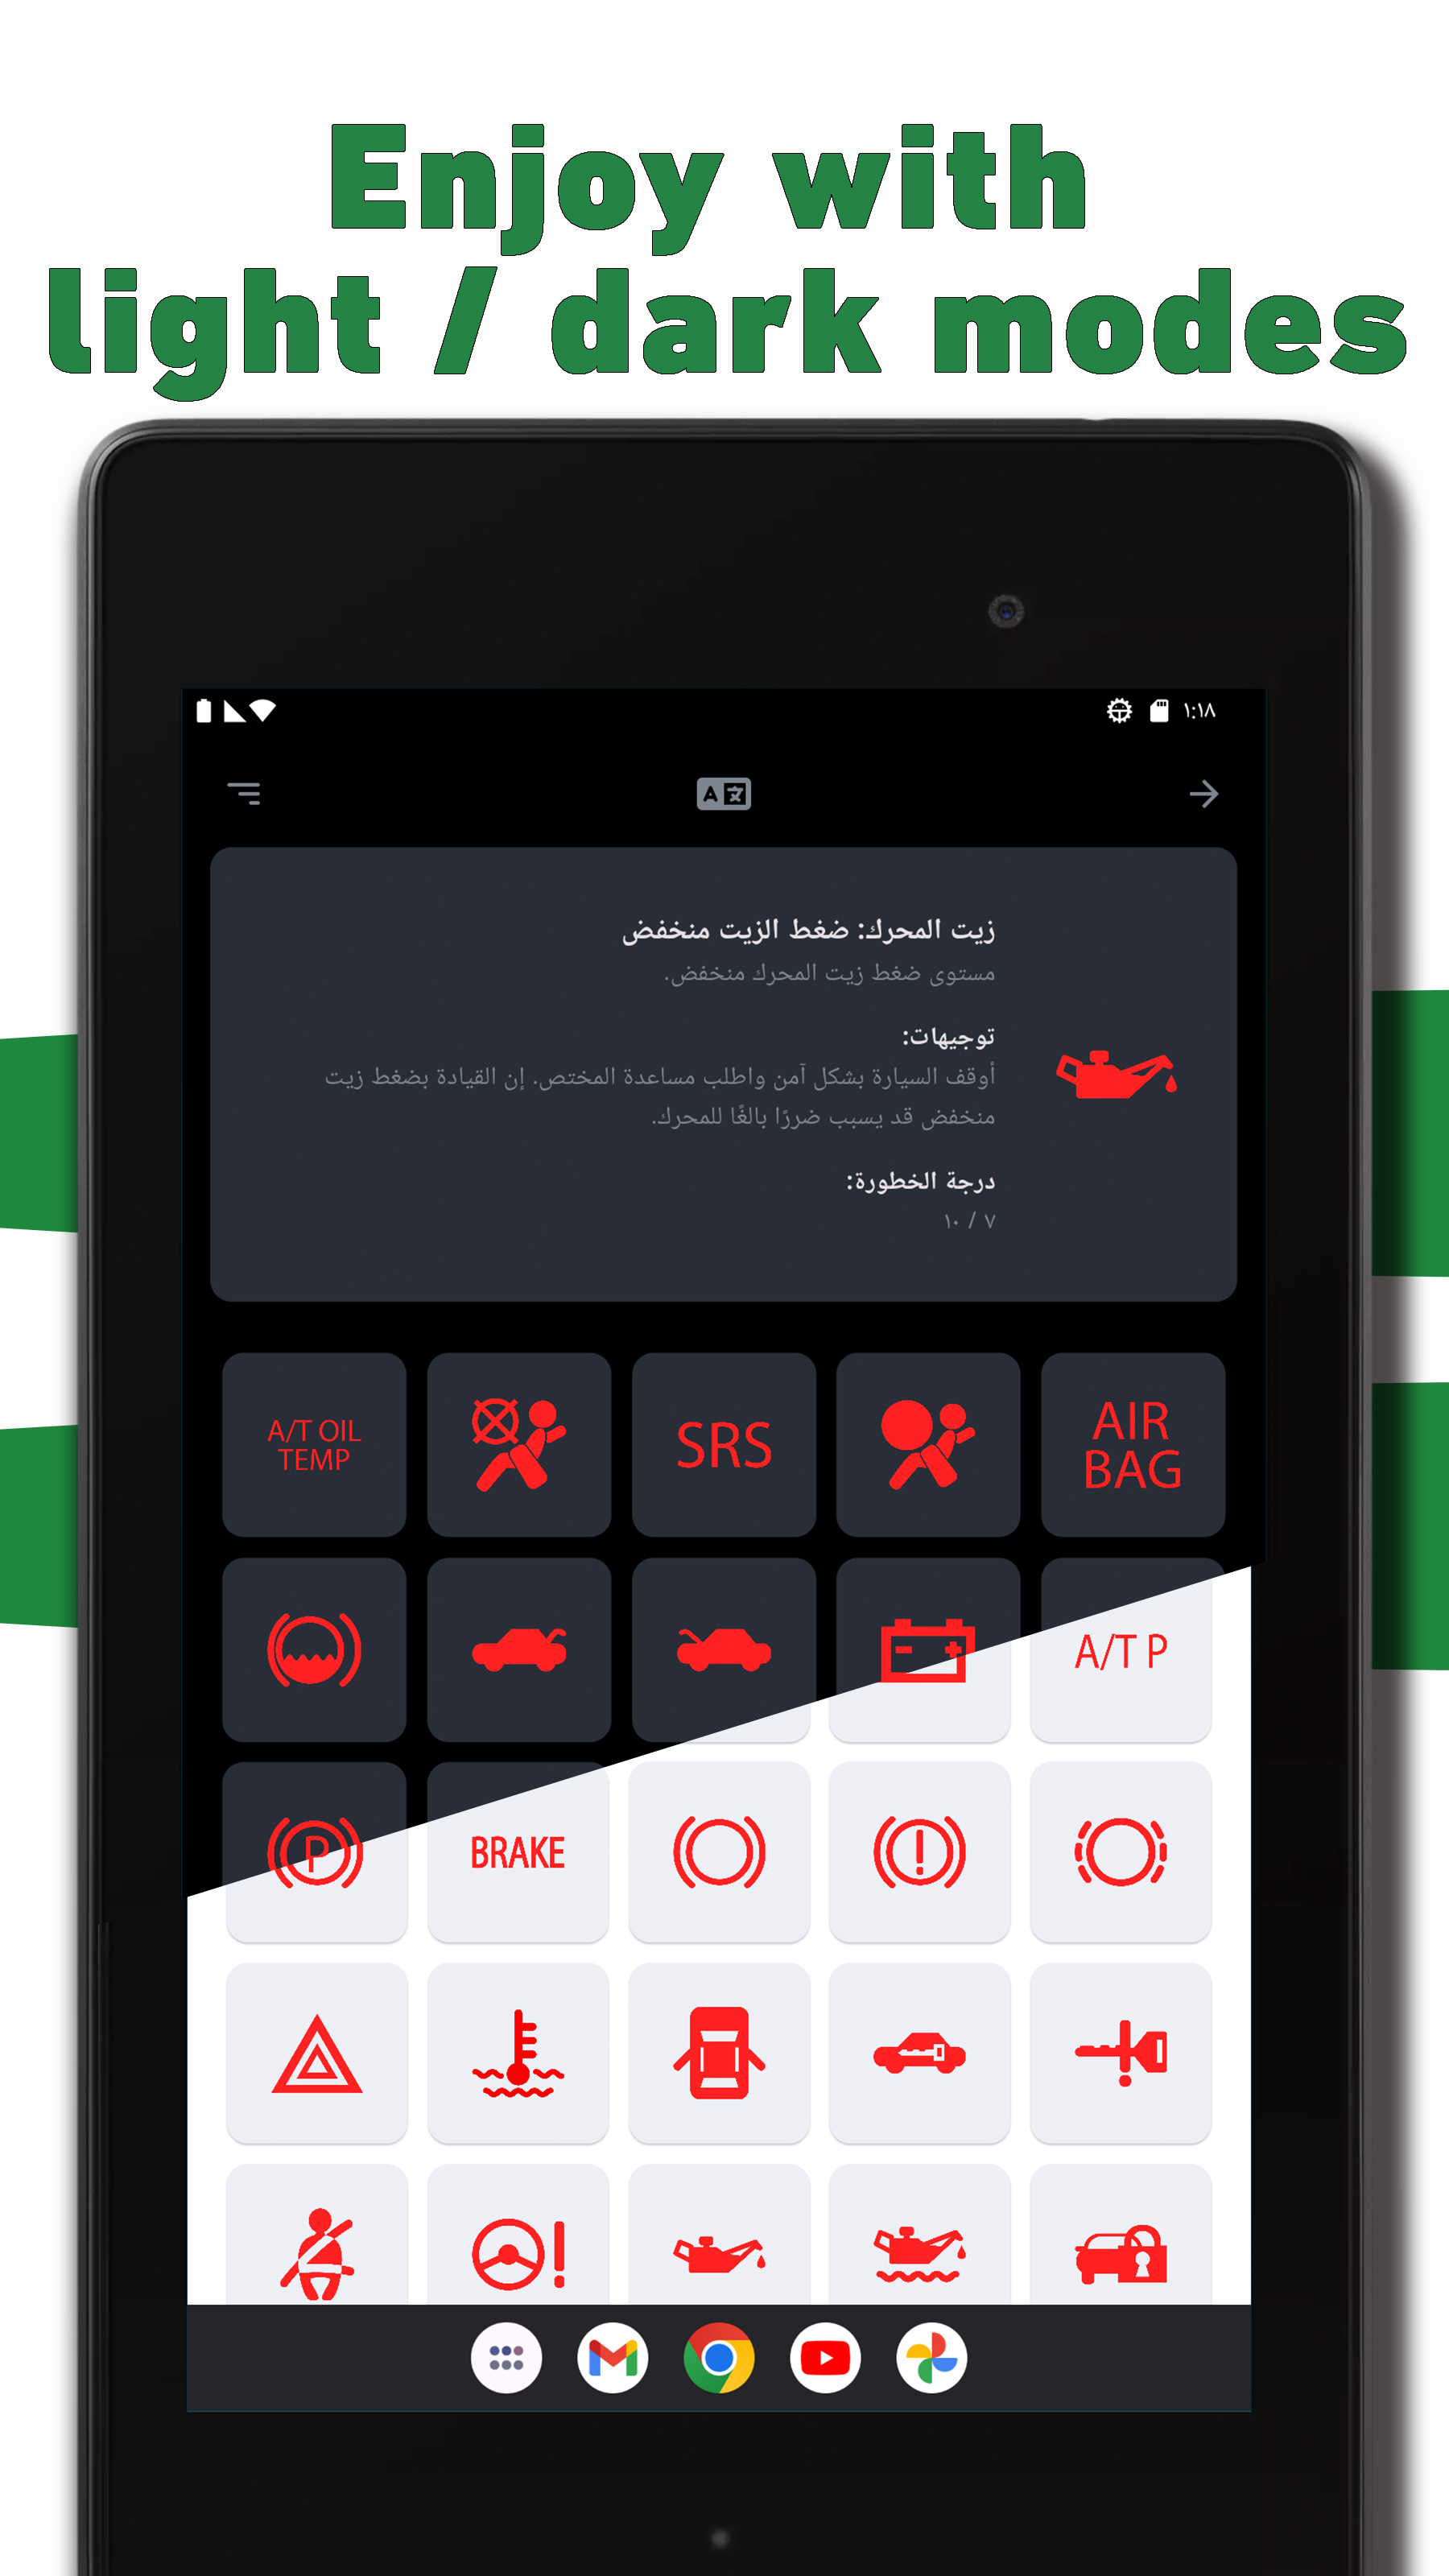 Enjoy with
light / dark modes
١:١٨
زيت المحرك: ضغط الزيت منخفض
مستوى ضغط زيت المحرك منخفض.
توجيهات:
أوقف السيارة بشكل آمن واطلب مساعدة المختص. إن القيادة بضغط زيت
منخفض قد يسبب ضررًا بالغًا للمحرك.
درجة الخطورة:
٧ / ١٠
A/T OIL
TEMP
SRS
AIR
BAG
A/T P
P
BRAKE